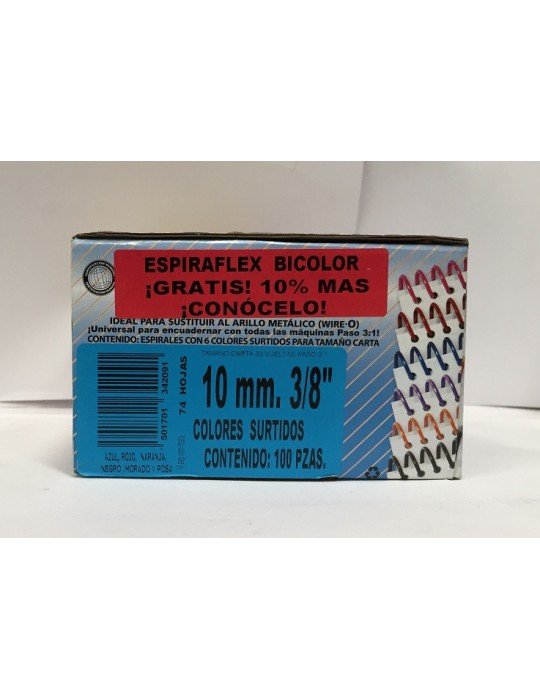 ESPIRAFLEX BICOLOR
¡GRATIS! 10% MAS
¡CONÓCELO!
IDEAL PARA SUSTITUIR AL ARILLO METÁLICO (WIRE-O)
¡Universal para encuadernar con todas las máquinas Paso 3:1!
CONTENIDO: ESPIRALES CON 6 COLORES SURTIDOS PARA TAMAÑO CARTA
TAMAÑO CARTA 33 VUELTAS PASO 3/1
10 mm. 3/8"
COLORES SURTIDOS
CONTENIDO: 100 PZAS.
74 HOJAS
501701 342091
AZUL, ROJO, NARANJA,
NEGRO ,MORADO Y ROSA